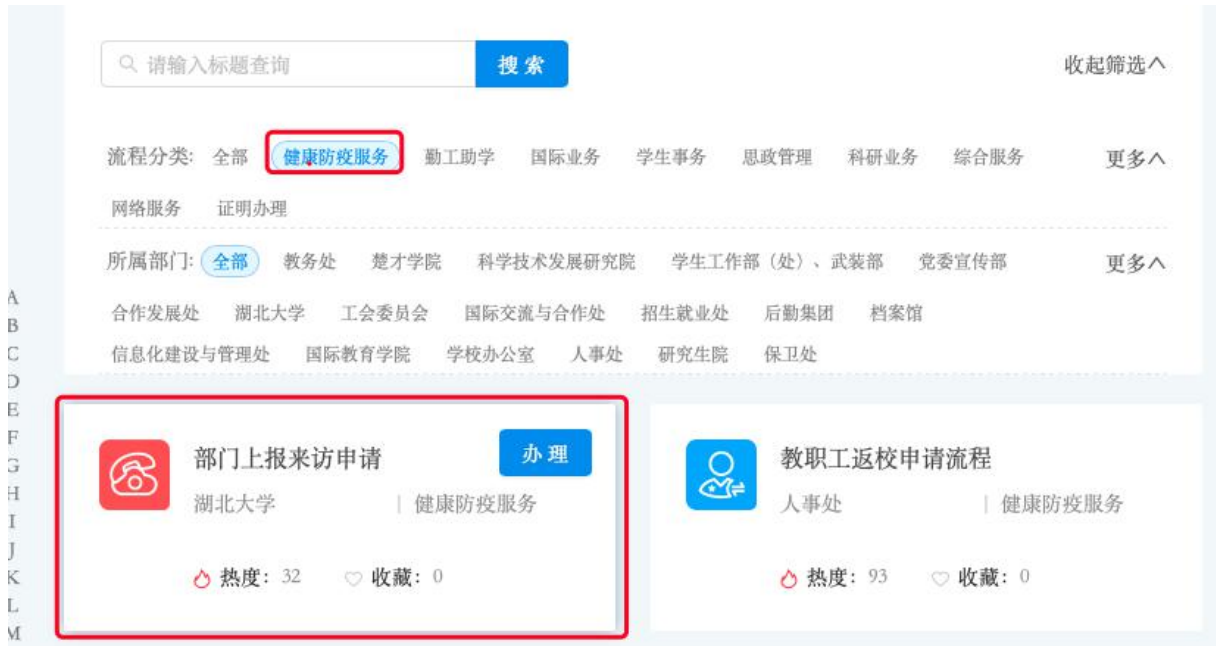 请输入标题查询 搜索 收起筛选
流程分类: 全部 健康防疫服务 勤工助学 国际业务 学生事务 思政管理 科研业务 综合服务 更多
网络服务 证明办理
所属部门: 全部 教务处 楚才学院 科学技术发展研究院 学生工作部（处）、武装部 党委宣传部 更多
合作发展处 湖北大学 工会委员会 国际交流与合作处 招生就业处 后勤集团 档案馆
信息化建设与管理处 国际教育学院 学校办公室 人事处 研究生院 保卫处
A
B
C
D
E
F
G
H
I
J
K
L
M
部门上报来访申请 办理
湖北大学 | 健康防疫服务
热度: 32 收藏: 0
教职工返校申请流程
人事处 | 健康防疫服务
热度: 93 收藏: 0